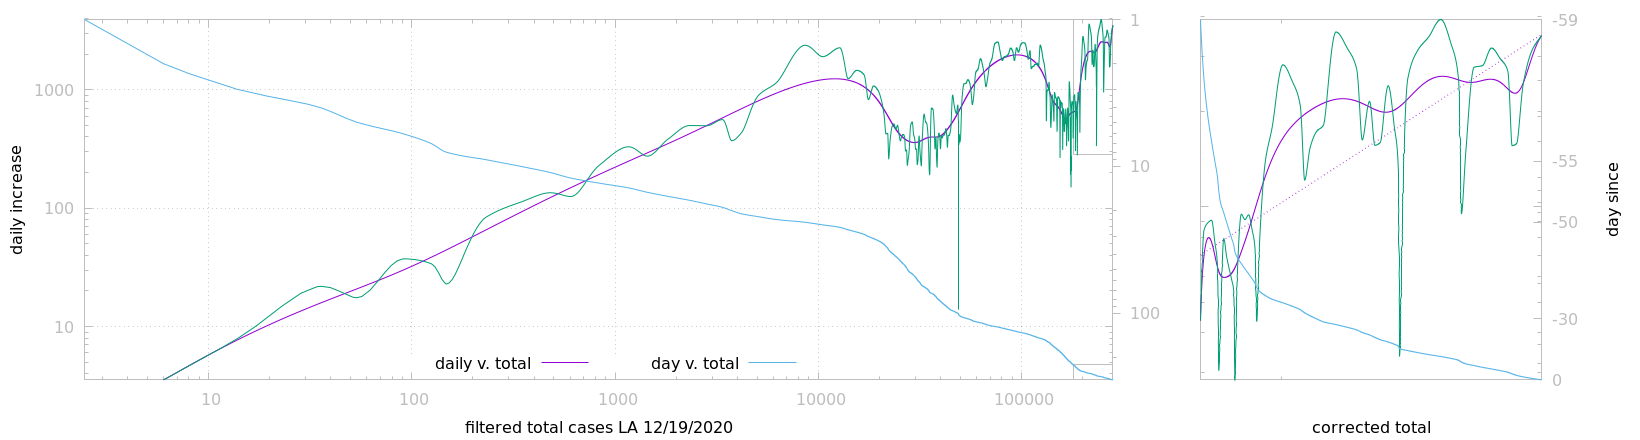 1
-59
1000
-55
daily increase
10
day since
100
-50
10
100
-30
daily v. total
day v. total
0
10
100
1000
10000
100000
filtered total cases LA 12/19/2020
corrected total